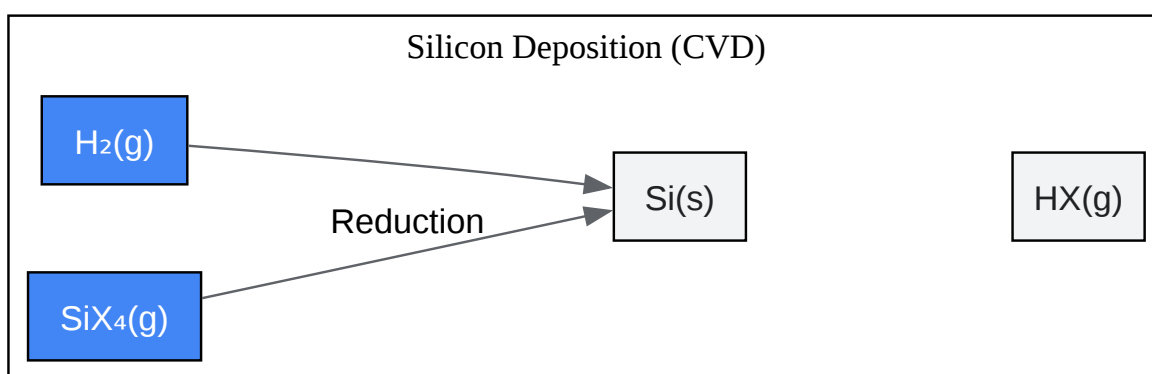 Silicon Deposition (CVD)
H₂(g)
Si(s)
HX(g)
Reduction
SiX₄(g)